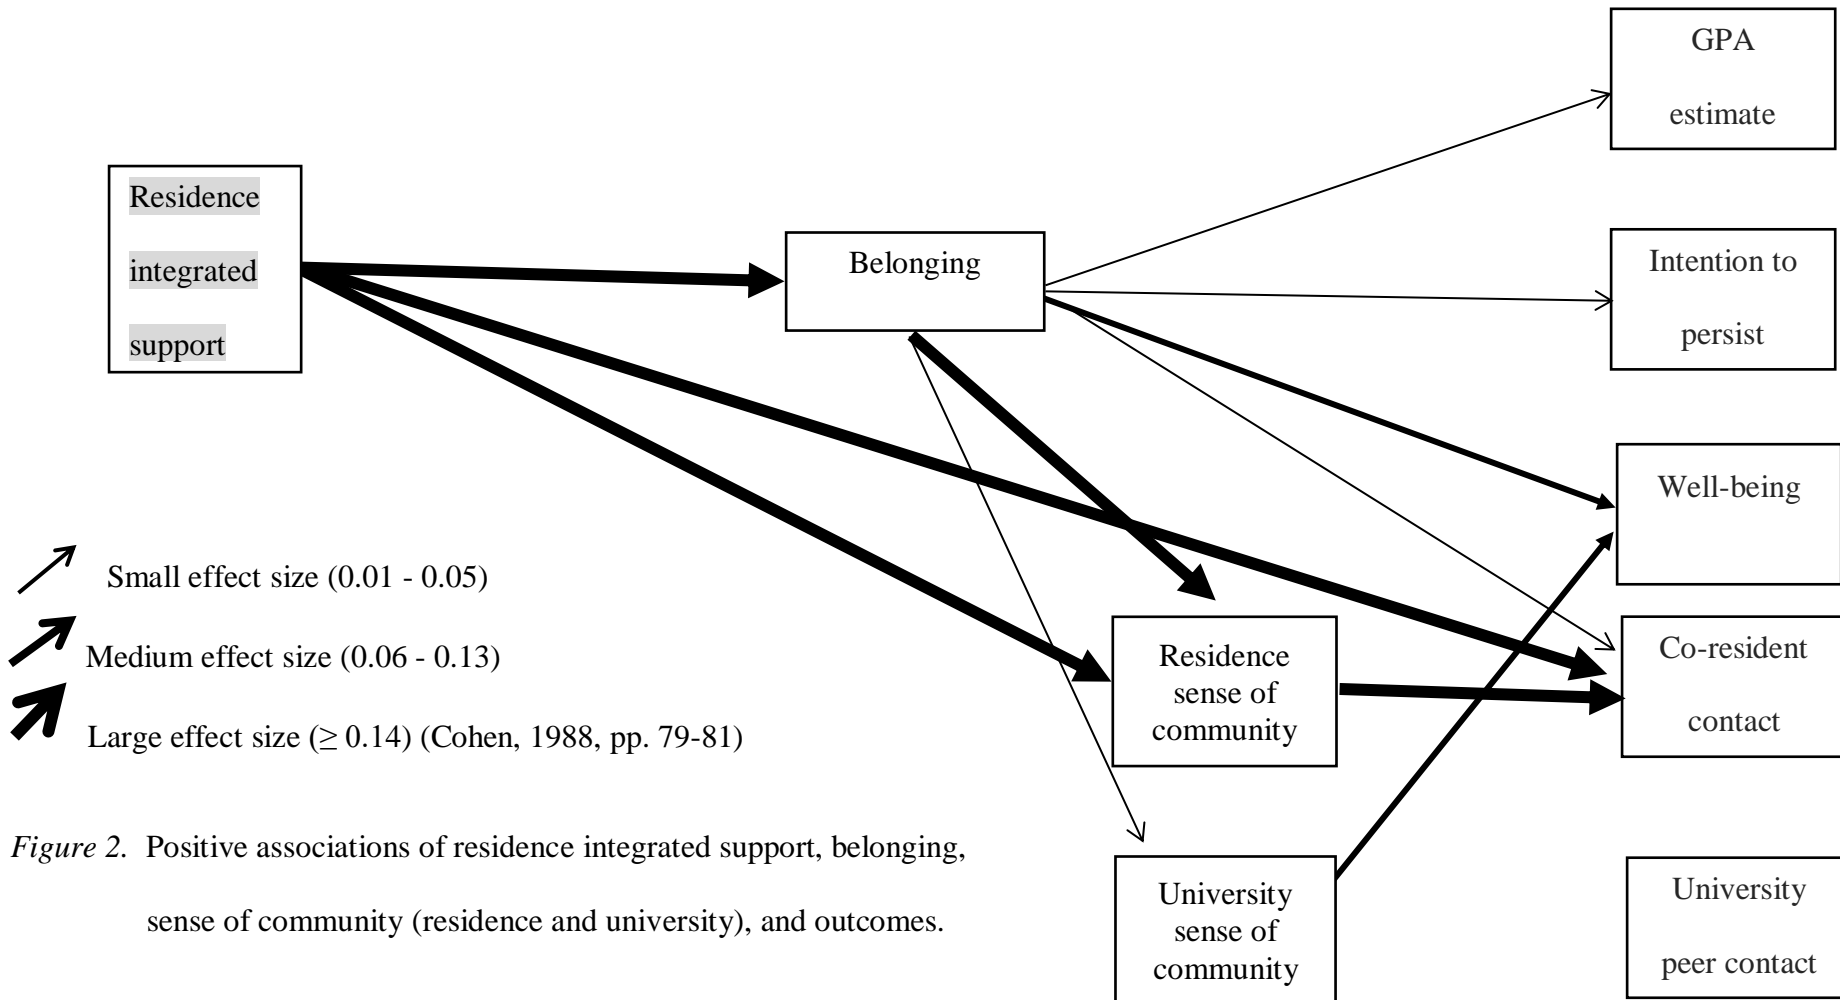 GPA
estimate
Residence
integrated
support
Belonging
Intention to
persist
Well-being
Small effect size (0.01 - 0.05)
Medium effect size (0.06 - 0.13)
Large effect size (≥ 0.14) (Cohen, 1988, pp. 79-81)
Residence
sense of
community
Co-resident
contact
Figure 2. Positive associations of residence integrated support, belonging,
sense of community (residence and university), and outcomes.
University
sense of
community
University
peer contact